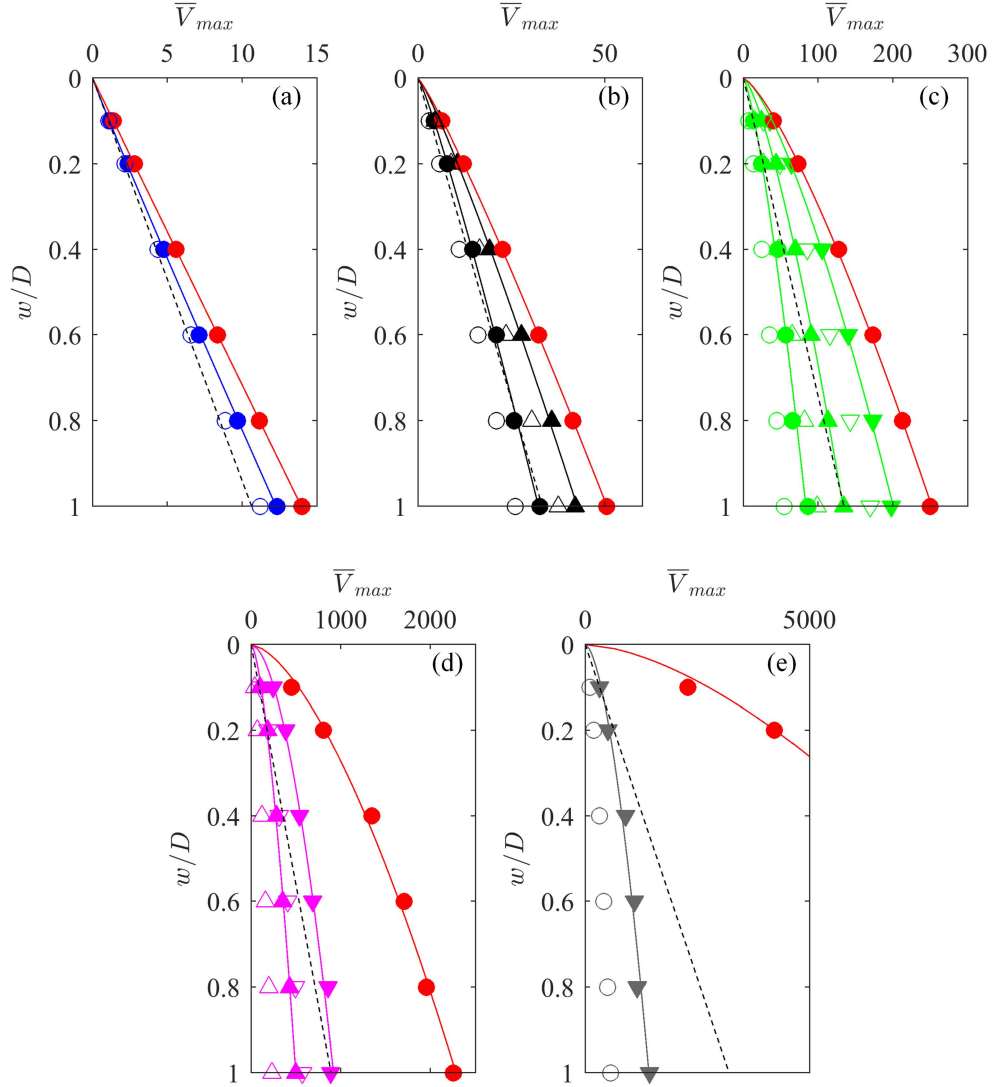 V̅max V̅max V̅max
0 5 10 15 0 50 0 100 200 300
0 (a) 0 (b) 0 (c)
0.2 0.2 0.2
0.4 0.4 0.4
w/D w/D w/D
0.6 0.6 0.6
0.8 0.8 0.8
1 1 1
V̅max V̅max
0 1000 2000 0 5000
0 (d) 0 (e)
0.2 0.2
0.4 0.4
w/D w/D
0.6 0.6
0.8 0.8
1 1